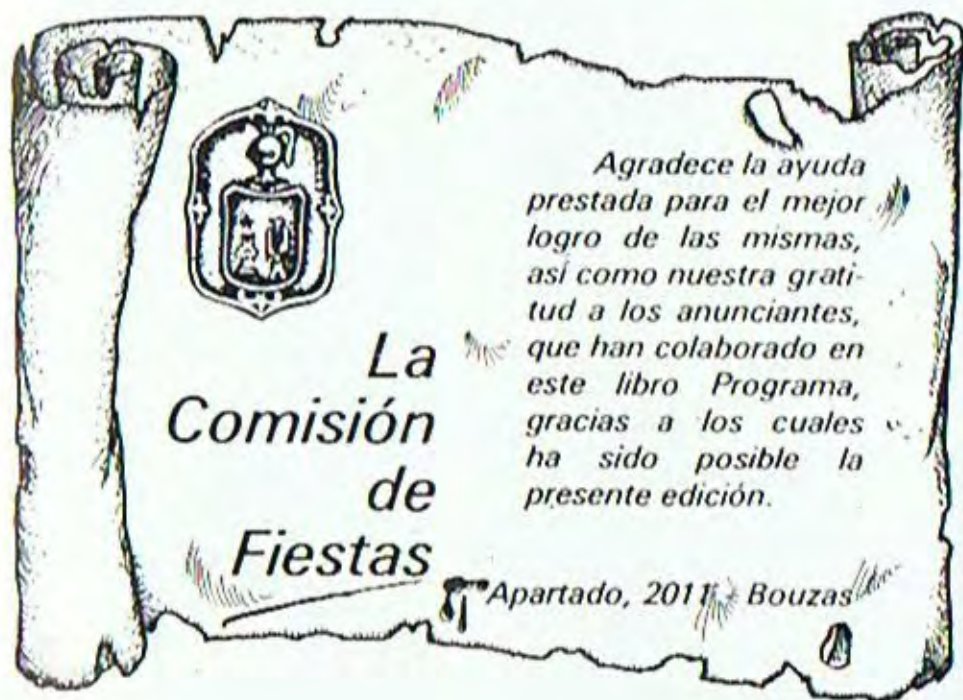 La
Comisión
de
Fiestas
Agradece la ayuda
prestada para el mejor
logro de las mismas,
así como nuestra grati-
tud a los anunciantes,
que han colaborado en
este libro Programa,
gracias a los cuales
ha sido posible la
presente edición.
Apartado, 2011 - Bouzas